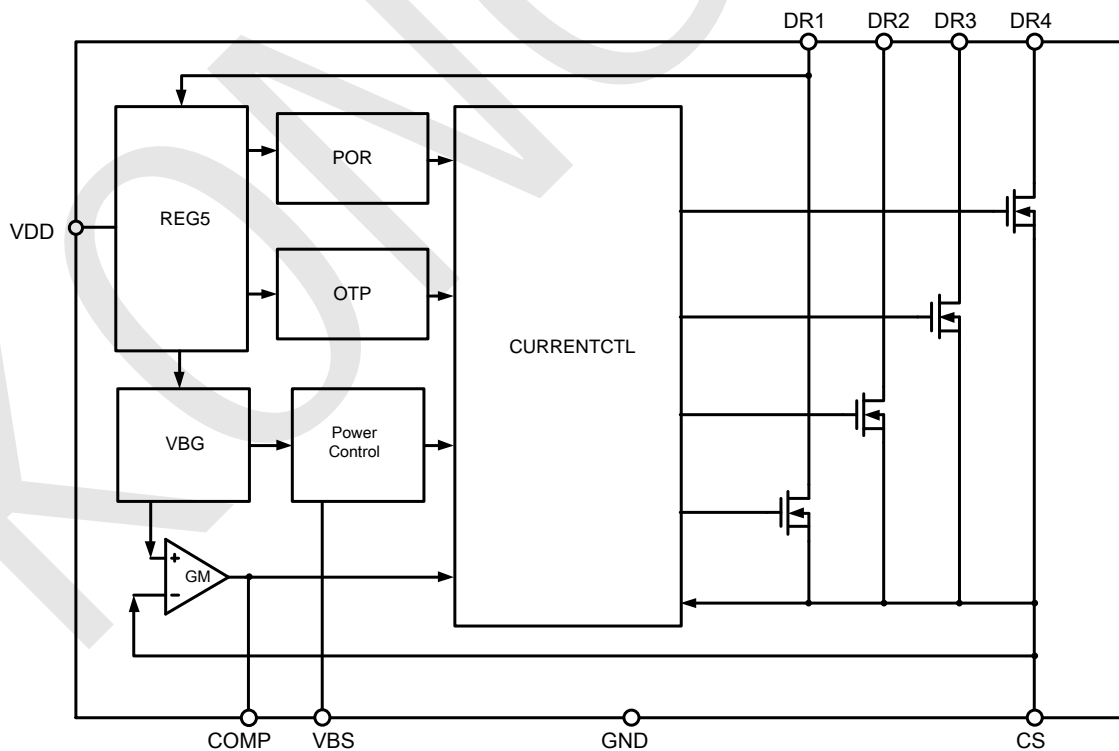 DR1 DR2 DR3 DR4
POR
REG5
VDD
OTP
CURRENTCTL
VBG
Power
Control
+
GM
−
COMP VBS GND CS